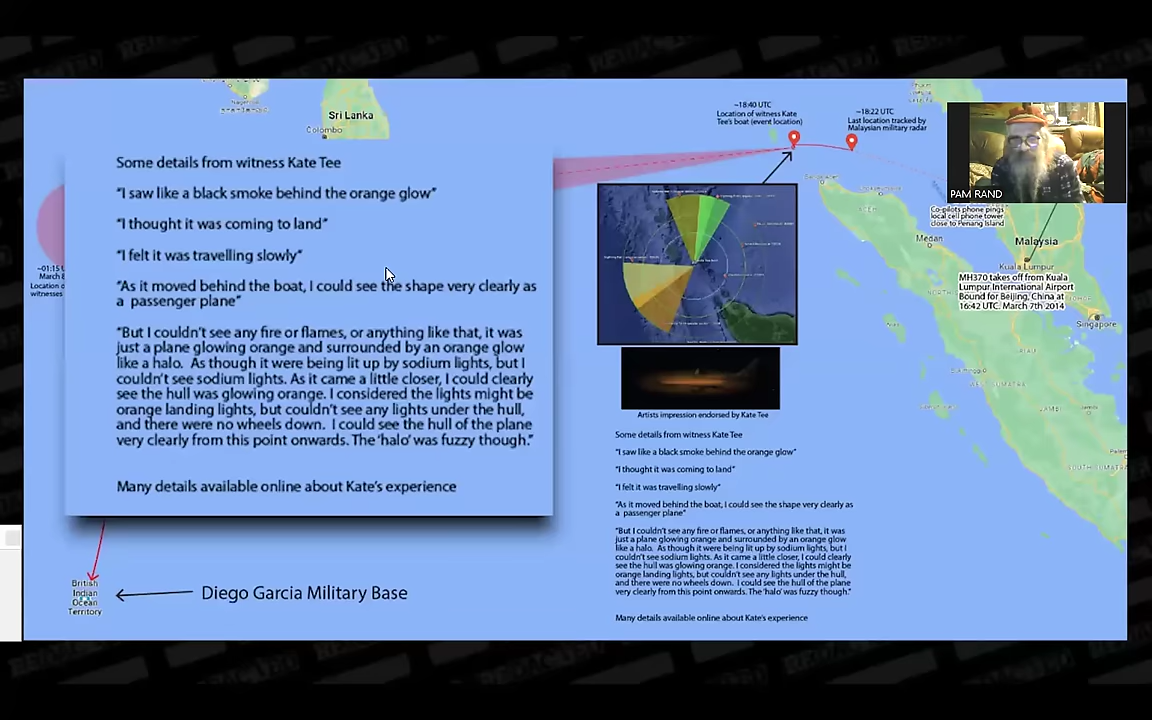 Sri Lanka
Colombo
~18:40 UTC
Location of witness Kate
Tee's boat (event location)
~18:22 UTC
Last location tracked by
Malaysian military radar
PAM RAND
Co-pilots phone pings
local cell phone tower
close to Penang Island
Medan
Malaysia
Kuala Lumpur
MH370 takes off from Kuala
Lumpur International Airport
Bound for Beijing, China at
16:42 UTC. March 7th 2014
Singapore
~01:15 U
March 8
Location o
witnesses
Some details from witness Kate Tee
“I saw like a black smoke behind the orange glow”
“I thought it was coming to land”
“I felt it was travelling slowly”
“As it moved behind the boat, I could see the shape very clearly as
a passenger plane”
“But I couldn’t see any fire or flames, or anything like that, it was
just a plane glowing orange and surrounded by an orange glow
like a halo. As though it were being lit up by sodium lights, but I
couldn’t see sodium lights. As it came a little closer, I could clearly
see the hull was glowing orange. I considered the lights might be
orange landing lights, but couldn’t see any lights under the hull,
and there were no wheels down. I could see the hull of the plane
very clearly from this point onwards. The ‘halo’ was fuzzy though.”
Many details available online about Kate’s experience
Artists impression endorsed by Kate Tee
Some details from witness Kate Tee
“I saw like a black smoke behind the orange glow”
“I thought it was coming to land”
“I felt it was travelling slowly”
“As it moved behind the boat, I could see the shape very clearly as
a passenger plane”
“But I couldn’t see any fire or flames, or anything like that, it was
just a plane glowing orange and surrounded by an orange glow
like a halo. As though it were being lit up by sodium lights, but I
couldn’t see sodium lights. As it came a little closer, I could clearly
see the hull was glowing orange. I considered the lights might be
orange landing lights, but couldn’t see any lights under the hull,
and there were no wheels down. I could see the hull of the plane
very clearly from this point onwards. The ‘halo’ was fuzzy though.”
Many details available online about Kate’s experience
British
Indian
Ocean
Territory
Diego Garcia Military Base
RIAU
WEST SUMATRA
JAMBI
SOUTH SUMATRA